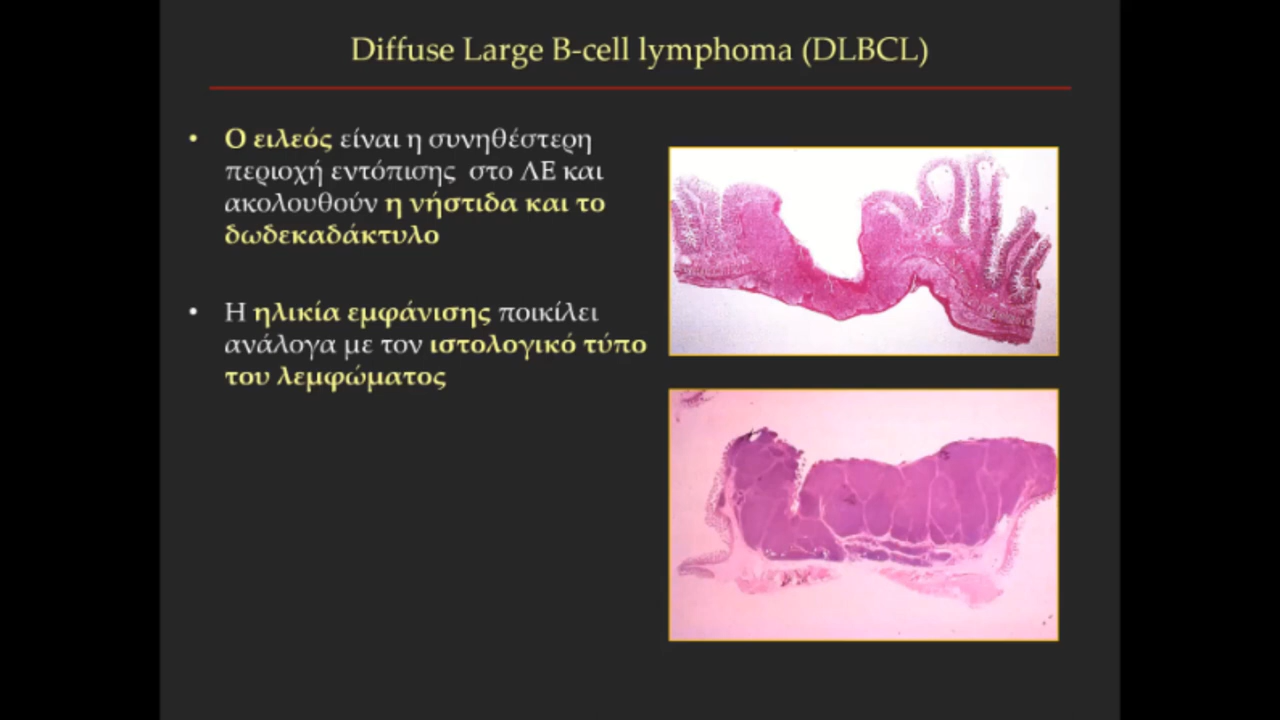 Diffuse Large B-cell lymphoma (DLBCL)
• Ο ειλεός είναι η συνηθέστερη
περιοχή εντόπισης στο ΛΕ και
ακολουθούν η νήστιδα και το
δωδεκαδάκτυλο
• Η ηλικία εμφάνισης ποικίλει
ανάλογα με τον ιστολογικό τύπο
του λεμφώματος